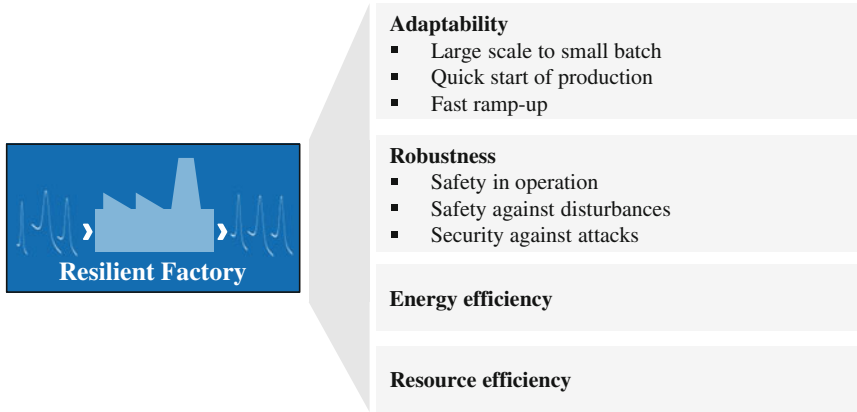 Adaptability
▪ Large scale to small batch
▪ Quick start of production
▪ Fast ramp-up
Robustness
▪ Safety in operation
▪ Safety against disturbances
▪ Security against attacks
Resilient Factory
Energy efficiency
Resource efficiency